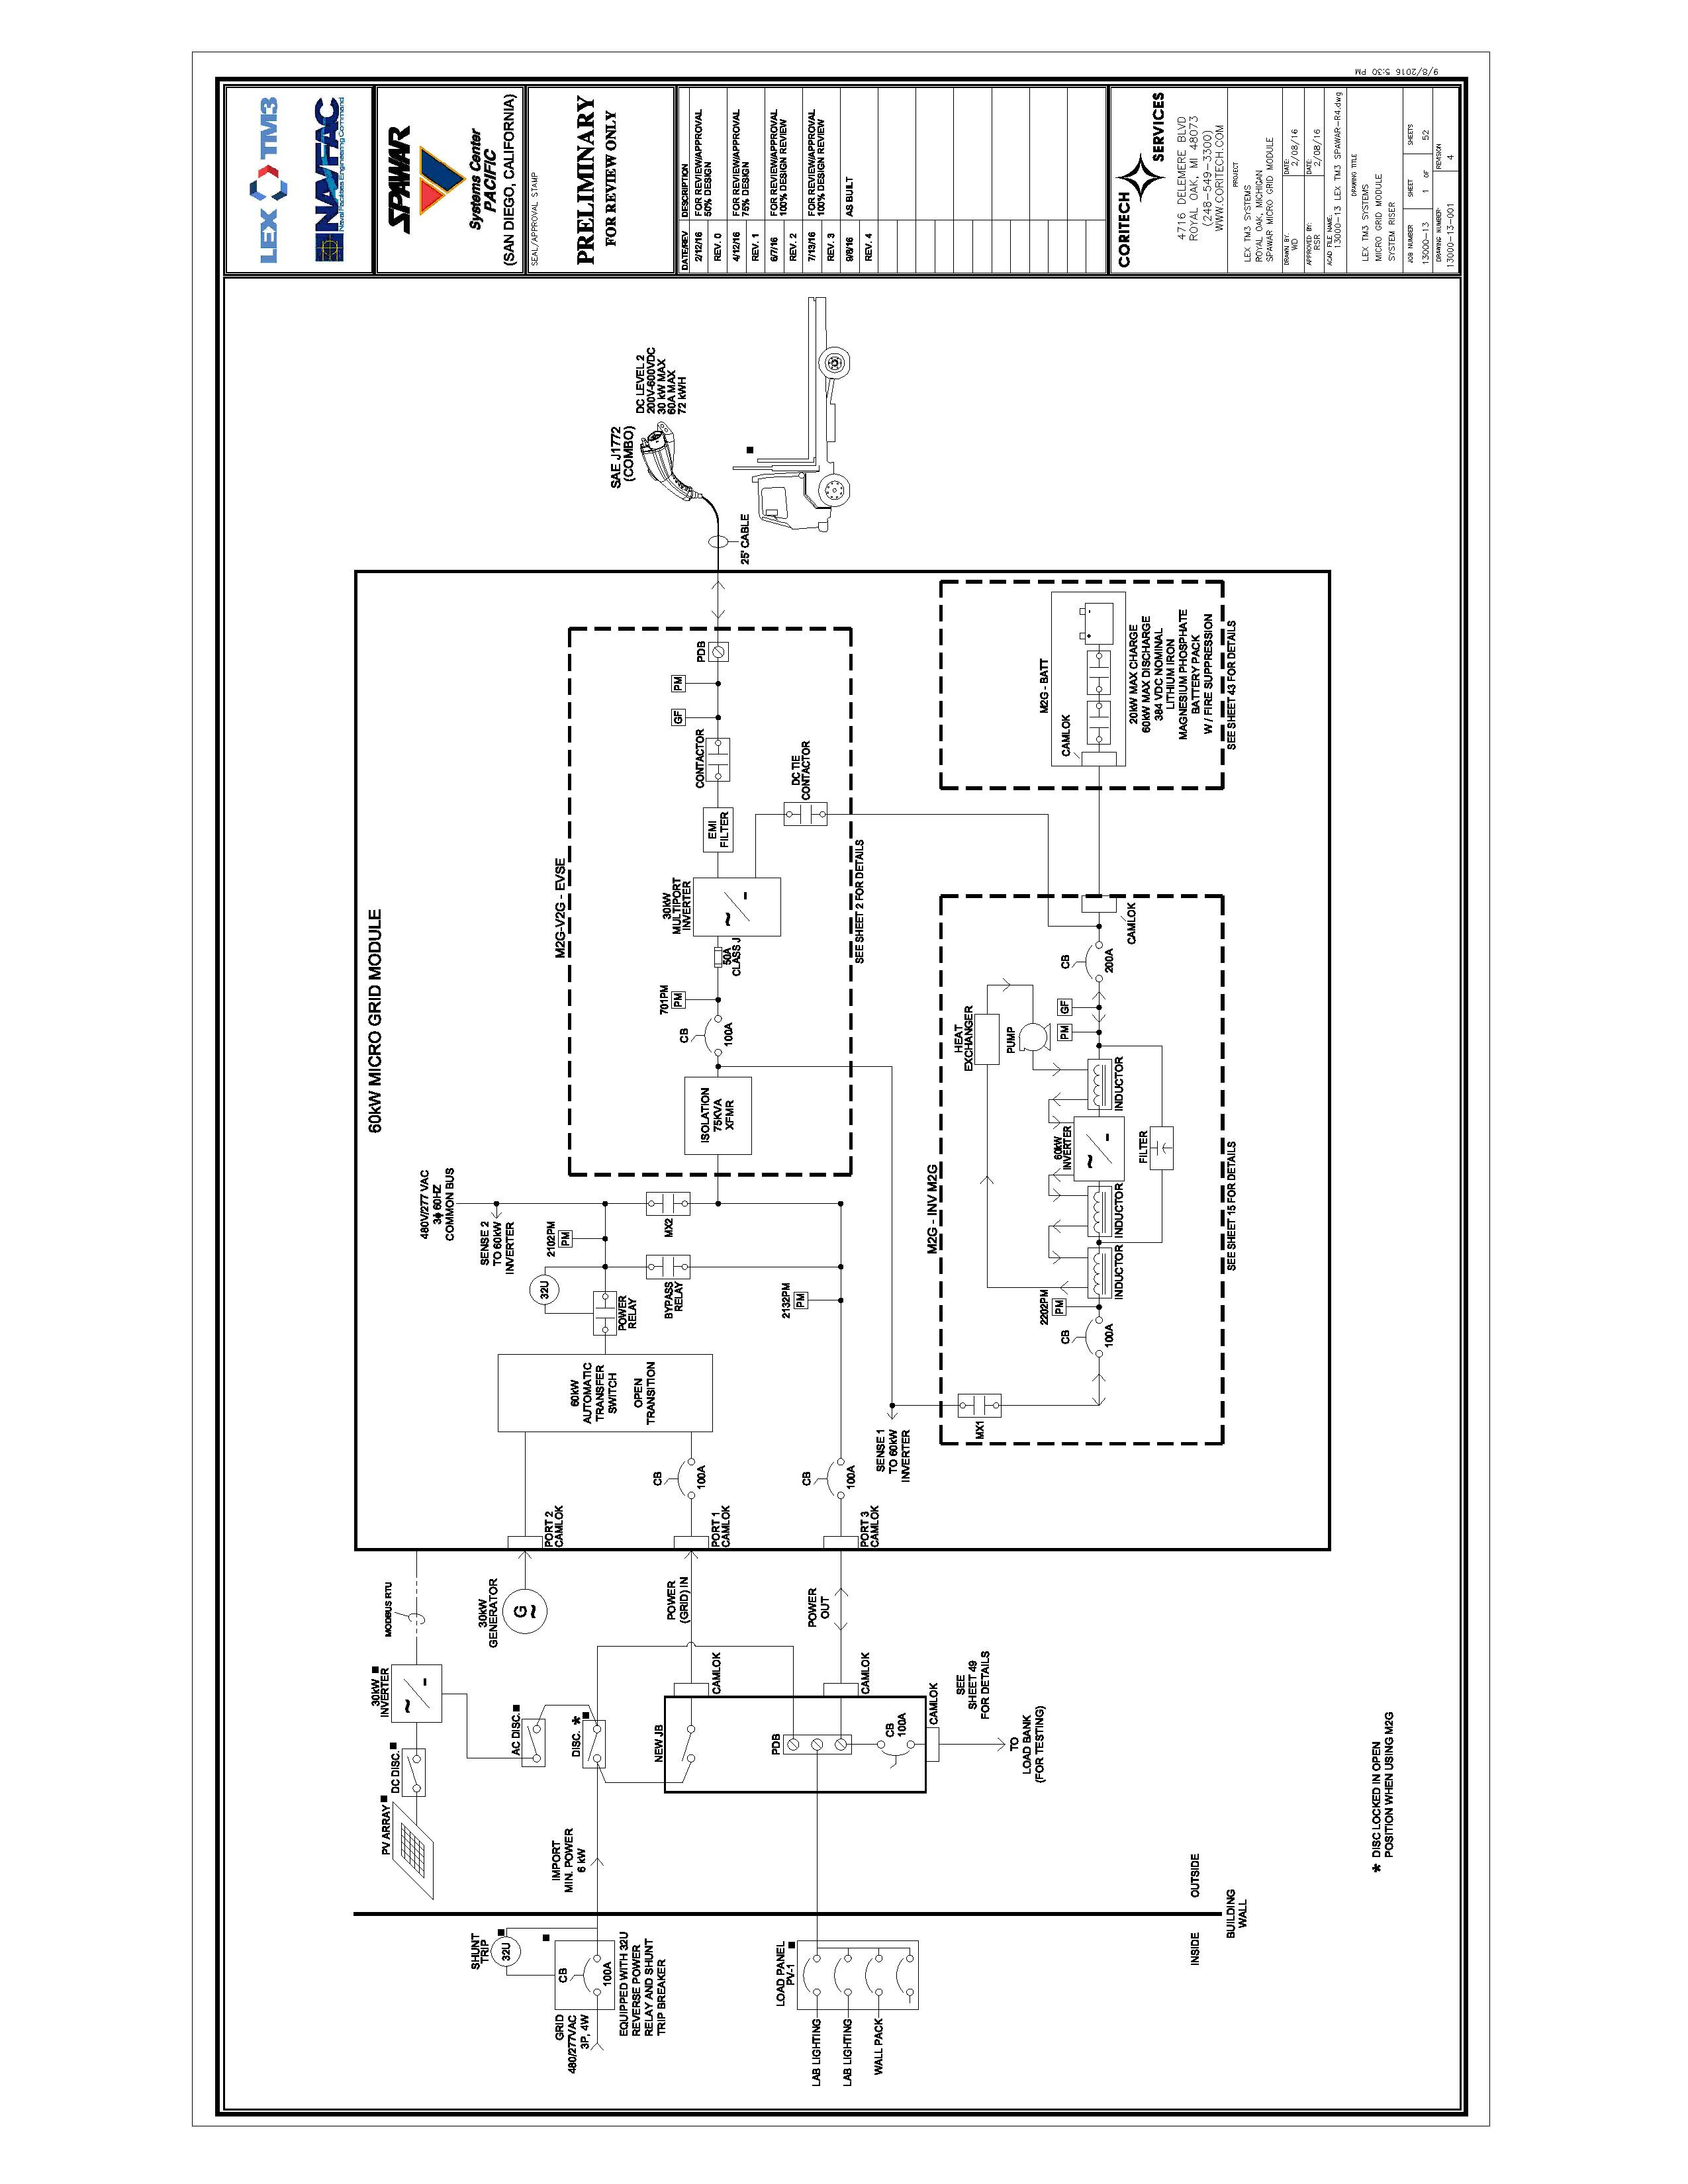 60kW MICRO GRID MODULE
PV ARRAY
DC DISC.
30kW
INVERTER
MODBUS RTU
AC DISC.
DISC. *
SHUNT
TRIP
32U
CB
100A
GRID
480/277VAC
3P, 4W
EQUIPPED WITH 32U
REVERSE POWER
RELAY AND SHUNT
TRIP BREAKER
IMPORT
MIN. POWER
6 kW
LOAD PANEL
PV-1
LAB LIGHTING
LAB LIGHTING
WALL PACK
INSIDE
OUTSIDE
BUILDING
WALL
* DISC LOCKED IN OPEN
POSITION WHEN USING M2G
NEW JB
PDB
CB
100A
CAMLOK
CAMLOK
CAMLOK
TO
LOAD BANK
(FOR TESTING)
SEE
SHEET 49
FOR DETAILS
30kW
GENERATOR
G
~
POWER
(GRID) IN
POWER
OUT
PORT 2
CAMLOK
PORT 1
CAMLOK
PORT 3
CAMLOK
CB
100A
CB
100A
60kW
AUTOMATIC
TRANSFER
SWITCH
OPEN
TRANSITION
32U
POWER
RELAY
2102PM
PM
BYPASS
RELAY
MX2
2132PM
PM
480V/277 VAC
3ϕ 60HZ
COMMON BUS
SENSE 2
TO 60kW
INVERTER
SENSE 1
TO 60kW
INVERTER
M2G-V2G - EVSE
ISOLATION
75KVA
XFMR
CB
100A
701PM
PM
50A
CLASS J
30kW
MULTIPORT
INVERTER
~
-
EMI
FILTER
CONTACTOR
GF
PM
PDB
DC TIE
CONTACTOR
SEE SHEET 2 FOR DETAILS
25' CABLE
SAE J1772
(COMBO)
DC LEVEL 2
200V-600VDC
30 kW MAX
60A MAX
72 kWH
M2G - INV M2G
MX1
CB
100A
2202PM
PM
INDUCTOR
INDUCTOR
60kW
INVERTER
~
-
INDUCTOR
FILTER
HEAT
EXCHANGER
PUMP
PM
GF
CB
200A
CAMLOK
SEE SHEET 15 FOR DETAILS
M2G - BATT
CAMLOK
20kW MAX CHARGE
60kW MAX DISCHARGE
384 VDC NOMINAL
LITHIUM IRON
MAGNESIUM PHOSPHATE
BATTERY PACK
W / FIRE SUPPRESSION
SEE SHEET 43 FOR DETAILS
LEX TM3
NAVFAC
Naval Facilities Engineering Command
SPAWAR
Systems Center
PACIFIC
(SAN DIEGO, CALIFORNIA)
SEAL/APPROVAL STAMP
PRELIMINARY
FOR REVIEW ONLY
DATE/REV DESCRIPTION
2/12/16 FOR REVIEW/APPROVAL
REV. 0 50% DESIGN
4/12/16 FOR REVIEW/APPROVAL
REV. 1 75% DESIGN
6/7/16 FOR REVIEW/APPROVAL
REV. 2 100% DESIGN REVIEW
7/13/16 FOR REVIEW/APPROVAL
REV. 3 100% DESIGN REVIEW
9/8/16 AS BUILT
REV. 4
CORITECH SERVICES
4716 DELEMERE BLVD
ROYAL OAK, MI 48073
(248-549-3300)
WWW.CORITECH.COM
PROJECT
LEX TM3 SYSTEMS
ROYAL OAK, MICHIGAN
SPAWAR MICRO GRID MODULE
DRAWN BY: WD DATE: 2/08/16
APPROVED BY: RSR DATE: 2/08/16
ACAD FILE NAME:
13000-13 LEX TM3 SPAWAR-R4.dwg
DRAWING TITLE
LEX TM3 SYSTEMS
MICRO GRID MODULE
SYSTEM RISER
JOB NUMBER SHEET SHEETS
13000-13 1 OF 52
DRAWING NUMBER: REVISION
13000-13-001 4
9/8/2016 5:30 PM